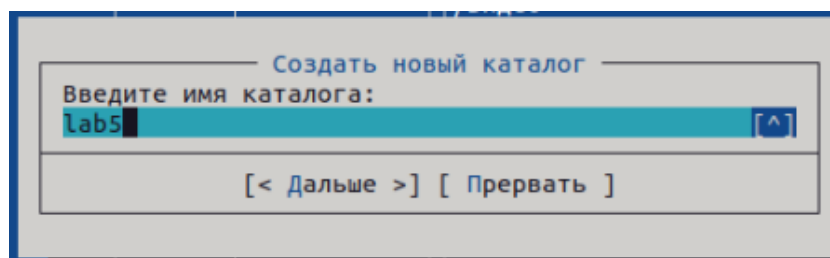 Создать новый каталог
Введите имя каталога:
lab5 [^]
[< Дальше >] [ Прервать ]